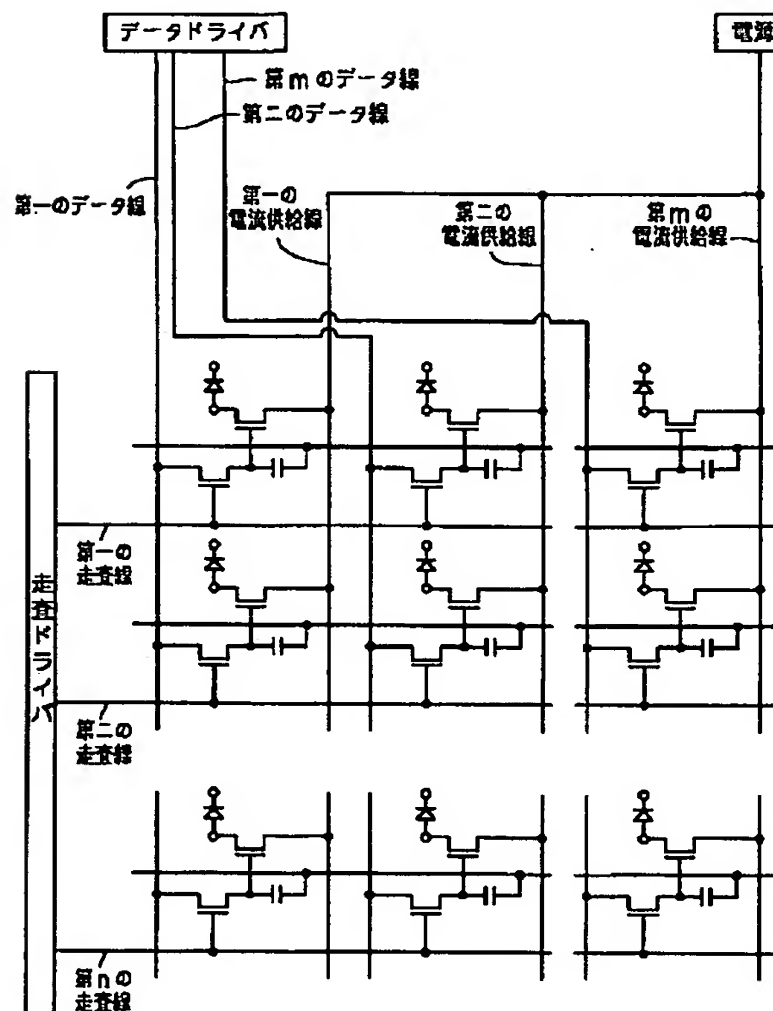 データドライバ
電源
第mのデータ線
第二のデータ線
第一のデータ線
第一の
電流供給線
第二の
電流供給線
第mの
電流供給線
走査ドライバ
第一の
走査線
第二の
走査線
第nの
走査線